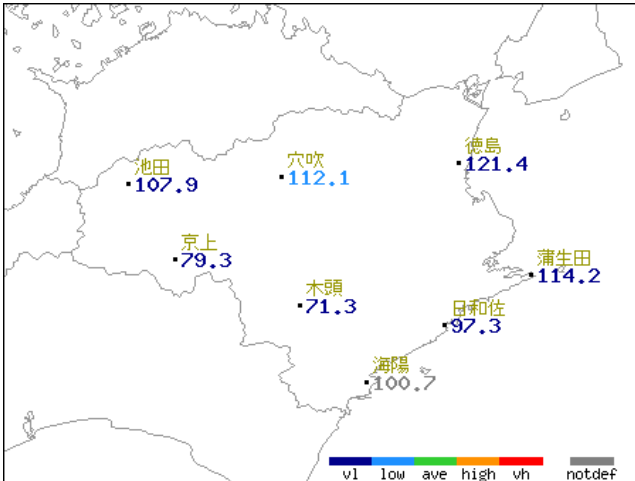 徳島
121.4
穴吹
112.1
池田
107.9
京上
79.3
蒲生田
114.2
木頭
71.3
日和佐
97.3
海陽
100.7
vl low ave high vh notdef